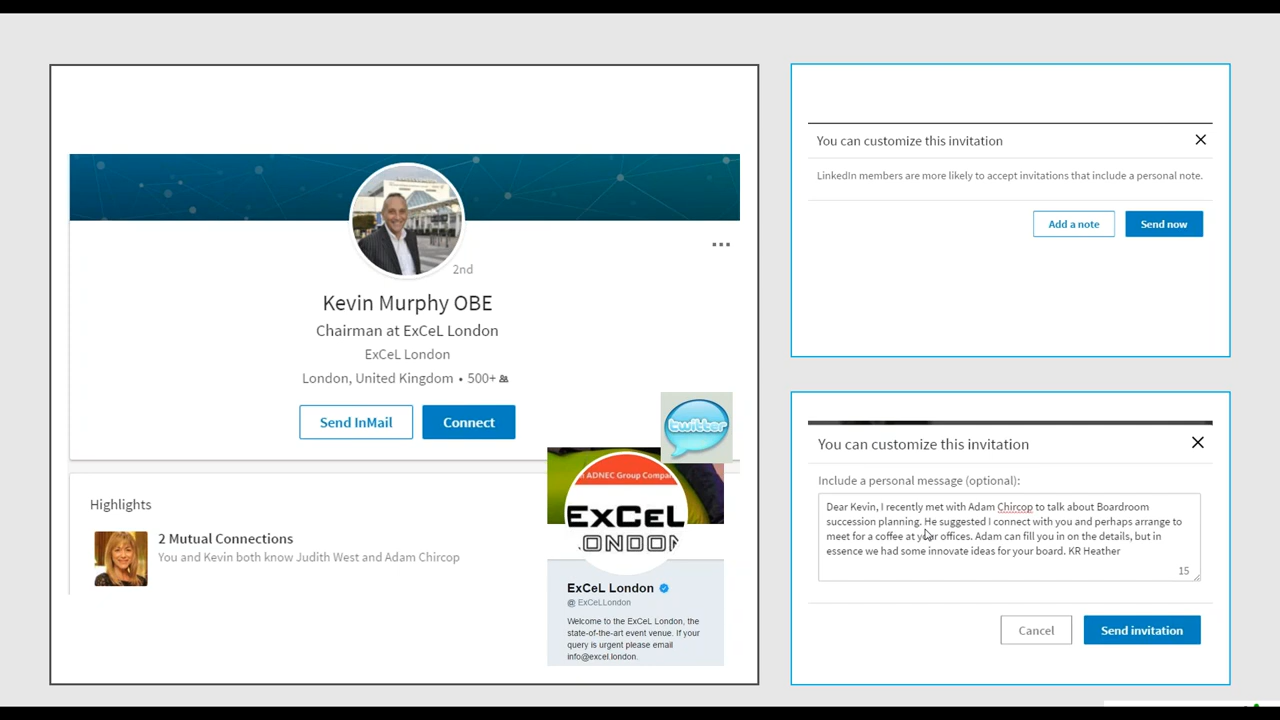 2nd
Kevin Murphy OBE
Chairman at ExCeL London
ExCeL London
London, United Kingdom • 500+
Send InMail
Connect
Highlights
2 Mutual Connections
You and Kevin both know Judith West and Adam Chircop
twitter
ADNEC Group Compan
ExCeL
LONDON
ExCeL London
@ ExCeLLondon
Welcome to the ExCeL London, the
state-of-the-art event venue. If your
query is urgent please email
info@excel.london.
You can customize this invitation
LinkedIn members are more likely to accept invitations that include a personal note.
Add a note
Send now
You can customize this invitation
Include a personal message (optional):
Dear Kevin, I recently met with Adam Chircop to talk about Boardroom
succession planning. He suggested I connect with you and perhaps arrange to
meet for a coffee at your offices. Adam can fill you in on the details, but in
essence we had some innovate ideas for your board. KR Heather
15
Cancel
Send invitation